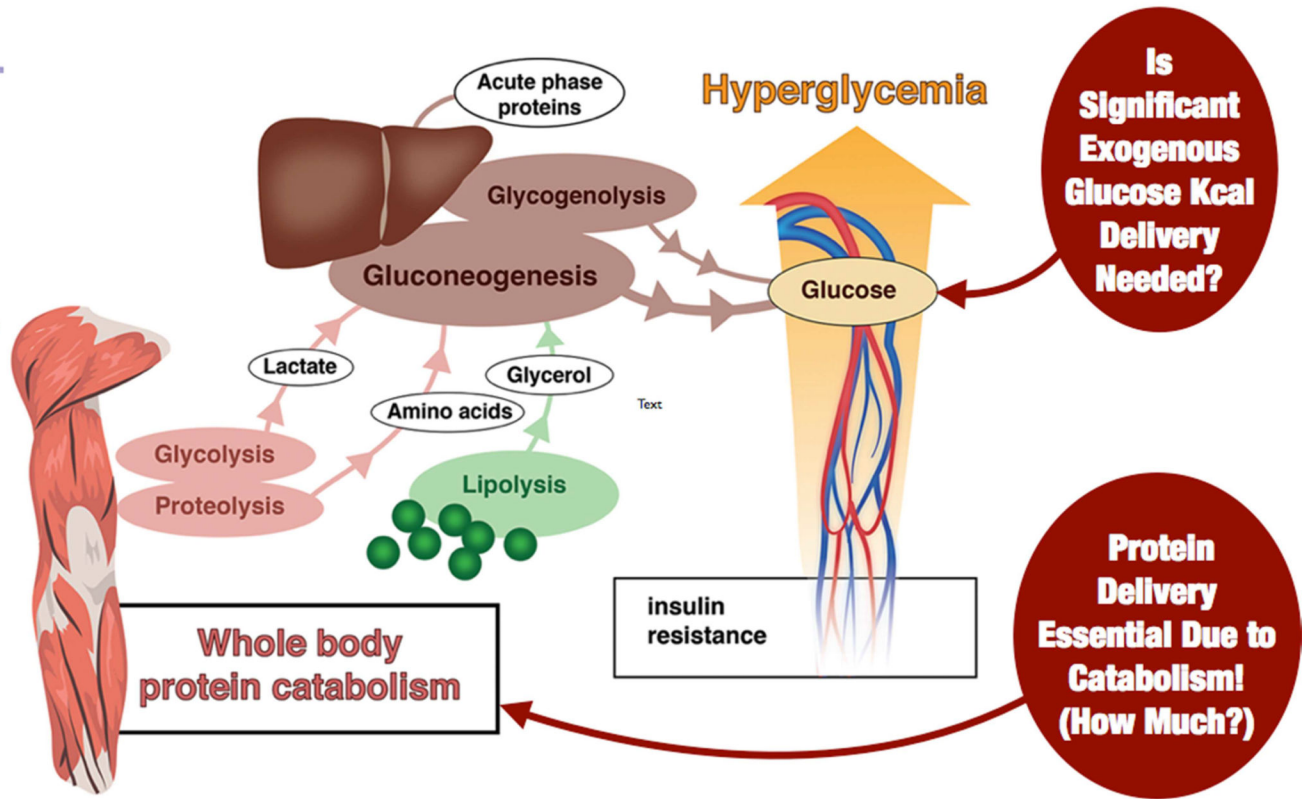 Acute phase
proteins
Hyperglycemia
Is
Significant
Exogenous
Glucose Kcal
Delivery
Needed?
Glycogenolysis
Gluconeogenesis
Glucose
Lactate
Glycerol
Amino acids
Text
Glycolysis
Proteolysis
Lipolysis
insulin
resistance
Whole body
protein catabolism
Protein
Delivery
Essential Due to
Catabolism!
(How Much?)